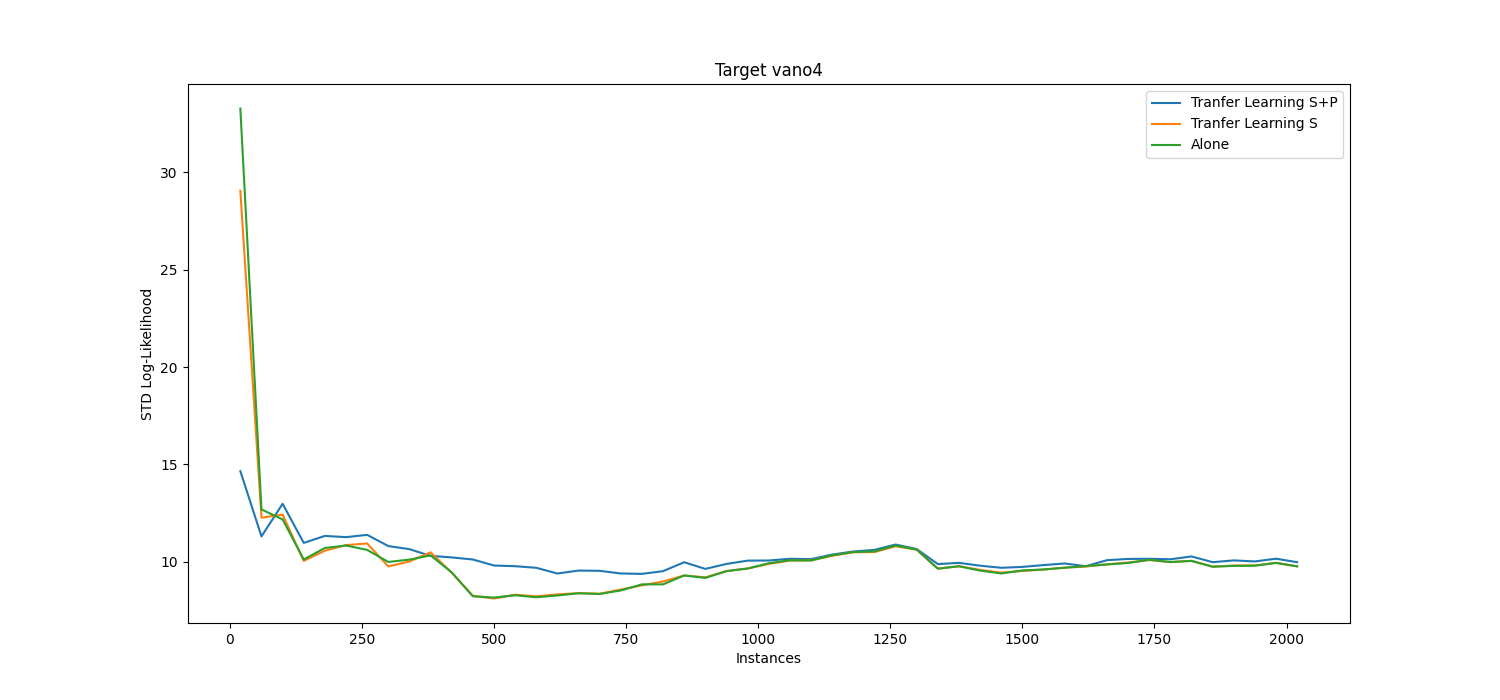 Target vano4
Tranfer Learning S+P
Tranfer Learning S
Alone
STD Log-Likelihood
30
25
20
15
10
0 250 500 750 1000 1250 1500 1750 2000
Instances